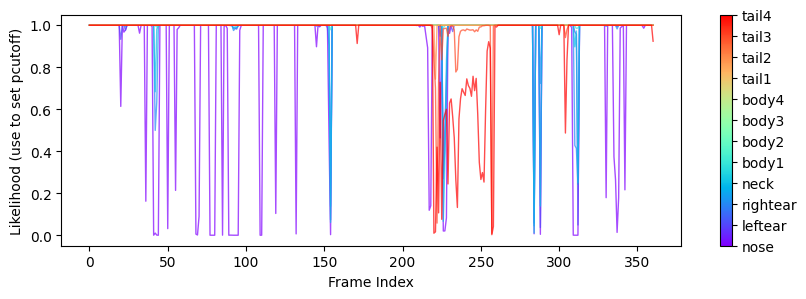 Likelihood (use to set pcutoff)
1.0
0.8
0.6
0.4
0.2
0.0
0
50
100
150
200
250
300
350
Frame Index
tail4
tail3
tail2
tail1
body4
body3
body2
body1
neck
rightear
leftear
nose